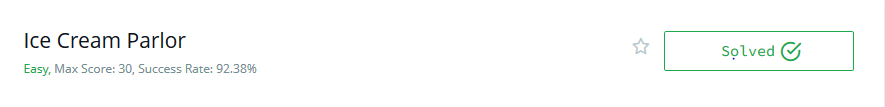 Ice Cream Parlor
Solved
Easy, Max Score: 30, Success Rate: 92.38%